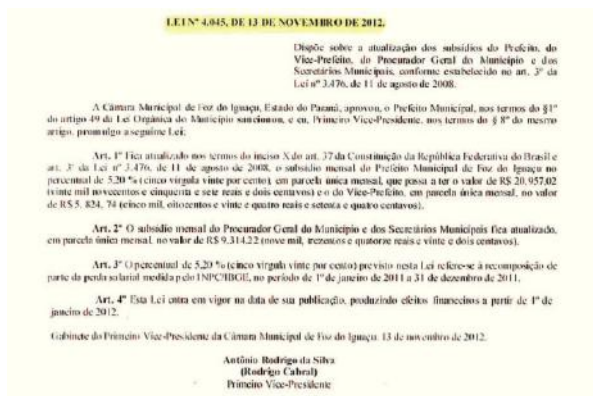 LEI Nº 4.045, DE 13 DE NOVEMBRO DE 2012.
Dispõe sobre a atualização dos subsídios do Prefeito, do
Vice-Prefeito, do Procurador Geral do Município e dos
Secretários Municipais, conforme estabelecido no art. 3º da
Lei nº 3.476, de 11 de agosto de 2008.
A Câmara Municipal de Foz do Iguaçu, Estado do Paraná, aprovou, o Prefeito Municipal, nos termos do §1º
do artigo 49 da Lei Orgânica do Município sancionou, e eu, Primeiro Vice-Presidente, nos termos do § 8º do mesmo
artigo, promulgo a seguinte Lei:
Art. 1º Fica atualizado nos termos do inciso X do art. 37 da Constituição da República Federativa do Brasil e
art. 3º da Lei nº 3.476, de 11 de agosto de 2008, o subsídio mensal do Prefeito Municipal de Foz do Iguaçu no
percentual de 5,20 % (cinco vírgula vinte por cento), em parcela única mensal, que passa a ter o valor de R$ 20.957,02
(vinte mil novecentos e cinquenta e sete reais e dois centavos) e o do Vice-Prefeito, em parcela única mensal, no valor
de R$ 5. 824, 74 (cinco mil, oitocentos e vinte e quatro reais e setenta e quatro centavos).
Art. 2º O subsídio mensal do Procurador Geral do Município e dos Secretários Municipais fica atualizado,
em parcela única mensal, no valor de R$ 9.314,22 (nove mil, trezentos e quatorze reais e vinte e dois centavos).
Art. 3º O percentual de 5,20 % (cinco vírgula vinte por cento) previsto nesta Lei refere-se à recomposição de
parte da perda salarial medida pelo INPC/IBGE, no período de 1º de janeiro de 2011 a 31 de dezembro de 2011.
Art. 4º Esta Lei entra em vigor na data de sua publicação, produzindo efeitos financeiros a partir de 1º de
janeiro de 2012.
Gabinete do Primeiro Vice-Presidente da Câmara Municipal de Foz do Iguaçu, 13 de novembro de 2012.
Antônio Rodrigo da Silva
(Rodrigo Cabral)
Primeiro Vice-Presidente